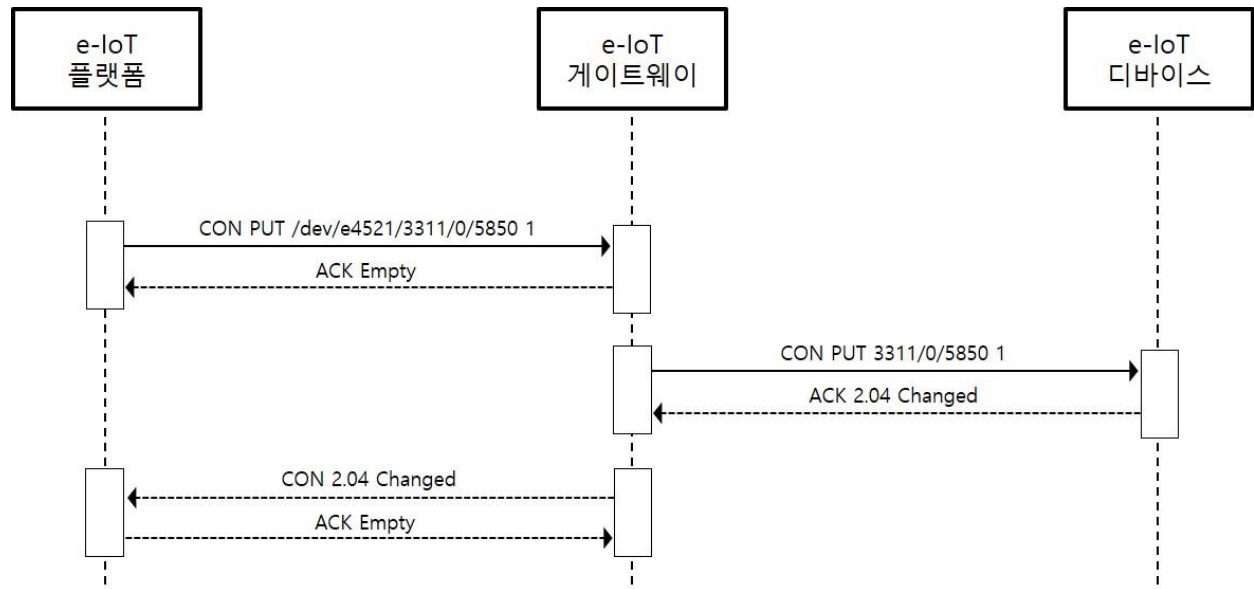 e-IoT
플랫폼
e-IoT
게이트웨이
e-IoT
디바이스
CON PUT /dev/e4521/3311/0/5850 1
ACK Empty
CON PUT 3311/0/5850 1
ACK 2.04 Changed
CON 2.04 Changed
ACK Empty